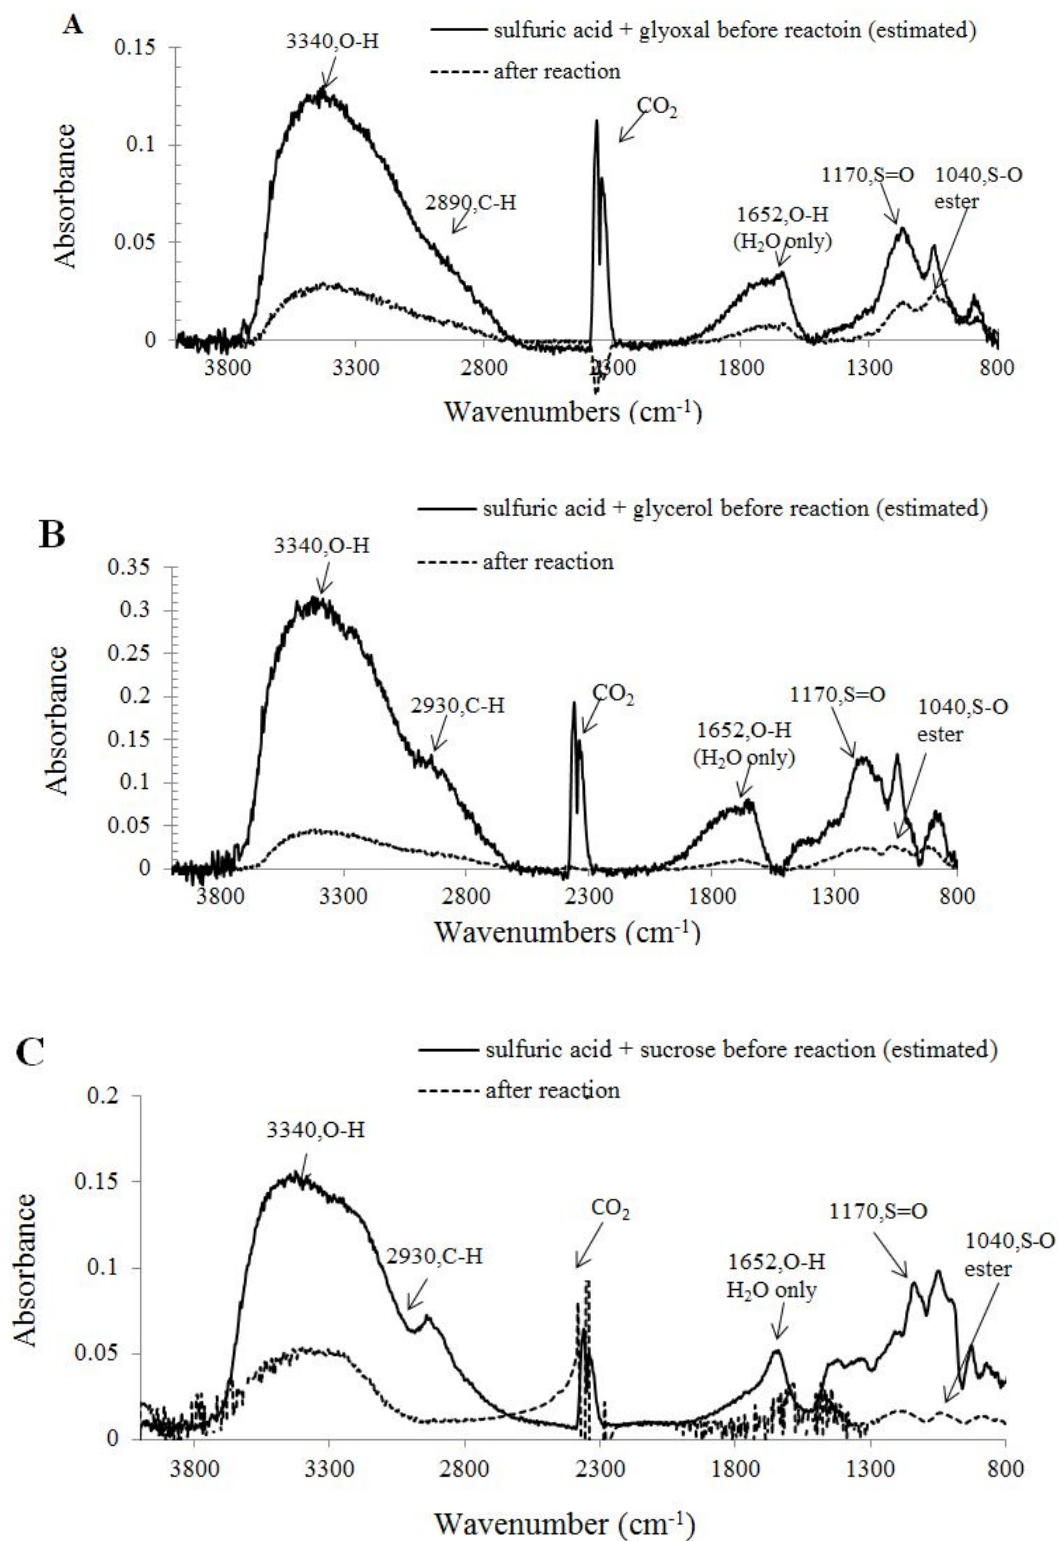 A
sulfuric acid + glyoxal before reactoin (estimated)
after reaction
0.15
0.1
0.05
0
Absorbance
3340,O-H
2890,C-H
CO2
1652,O-H
(H2O only)
1170,S=O
1040,S-O
ester
3800
3300
2800
2300
1800
1300
800
Wavenumbers (cm-1)
B
sulfuric acid + glycerol before reaction (estimated)
after reaction
0.35
0.3
0.25
0.2
0.15
0.1
0.05
0
Absorbance
3340,O-H
2930,C-H
CO2
1652,O-H
(H2O only)
1170,S=O
1040,S-O
ester
3800
3300
2800
2300
1800
1300
800
Wavenumbers (cm-1)
C
sulfuric acid + sucrose before reaction (estimated)
after reaction
0.2
0.15
0.1
0.05
0
Absorbance
3340,O-H
2930,C-H
CO2
1652,O-H
H2O only
1170,S=O
1040,S-O
ester
3800
3300
2800
2300
1800
1300
800
Wavenumber (cm-1)